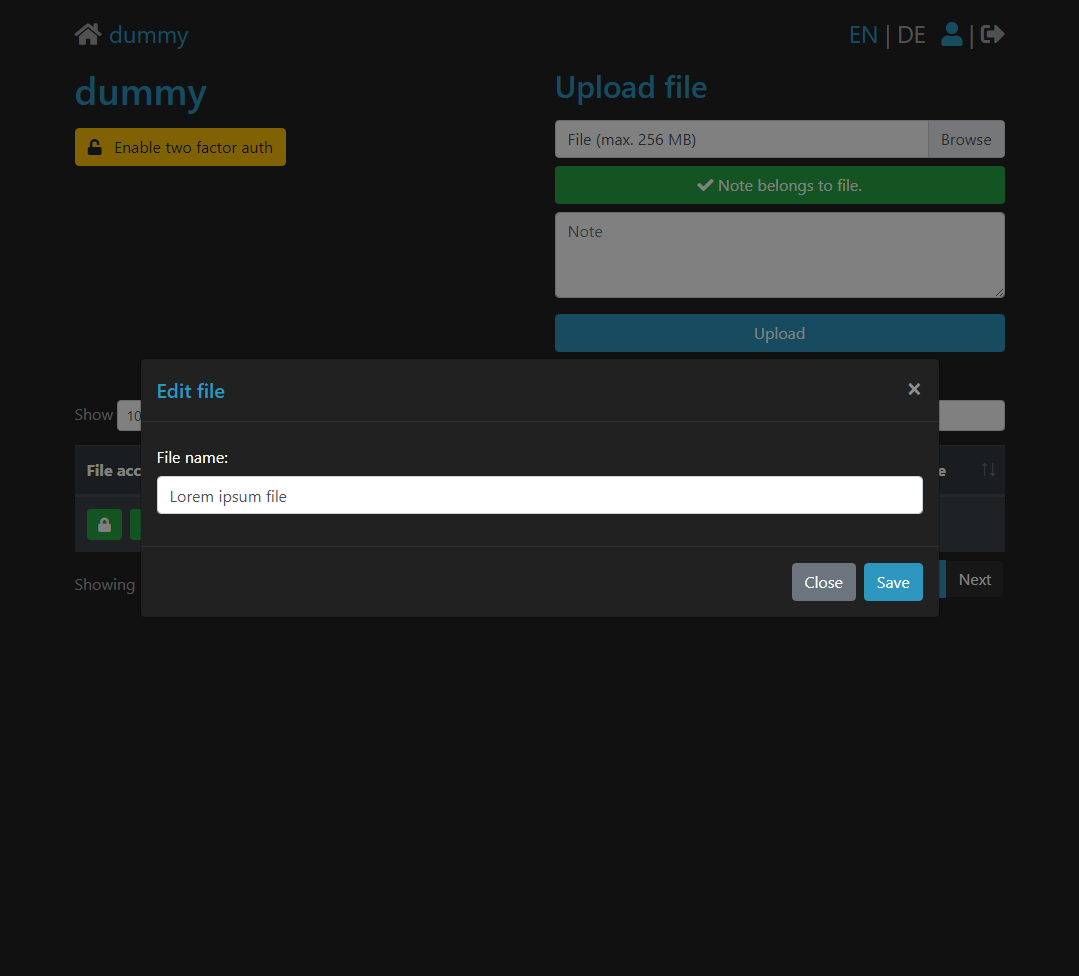 dummy
EN | DE |
dummy
Enable two factor auth
Upload file
File (max. 256 MB) Browse
Note belongs to file.
Note
Upload
Edit file ×
Show 10
File name:
File acc
Lorem ipsum file
Showing
Next
Close Save